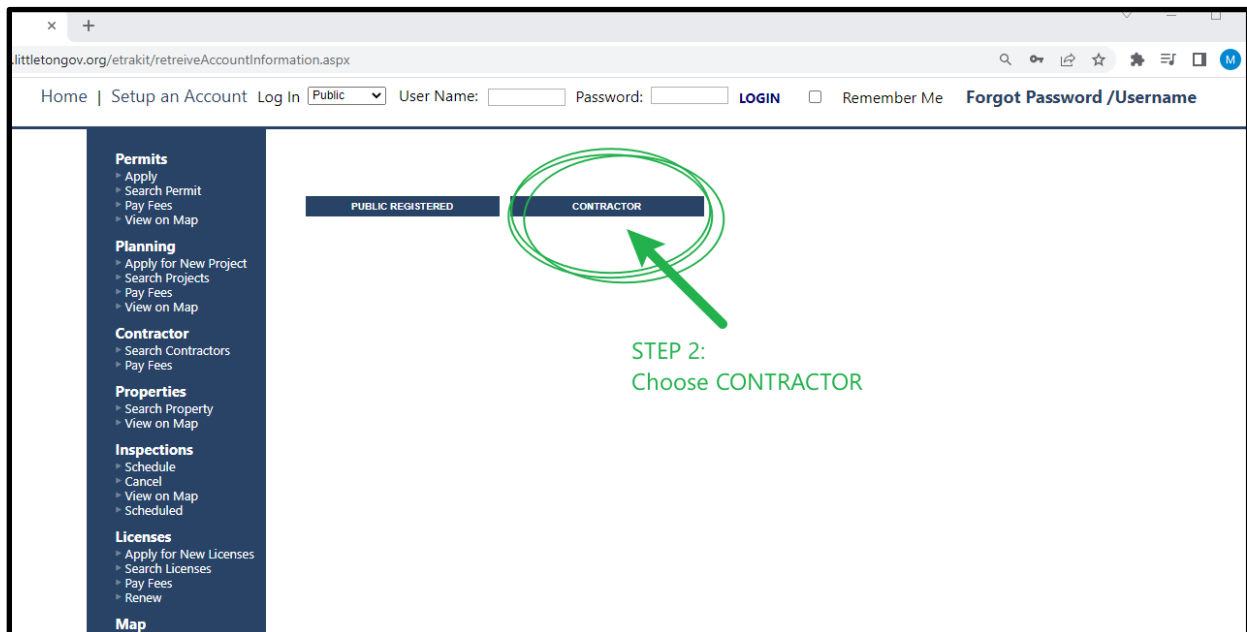 littletongov.org/etrakit/retreiveAccountInformation.aspx
M
Home | Setup an Account Log In Public User Name: Password: LOGIN Remember Me Forgot Password /Username
Permits
Apply
Search Permit
Pay Fees
View on Map
Planning
Apply for New Project
Search Projects
Pay Fees
View on Map
Contractor
Search Contractors
Pay Fees
Properties
Search Property
View on Map
Inspections
Schedule
Cancel
View on Map
Scheduled
Licenses
Apply for New Licenses
Search Licenses
Pay Fees
Renew
Map
PUBLIC REGISTERED
CONTRACTOR
STEP 2:
Choose CONTRACTOR